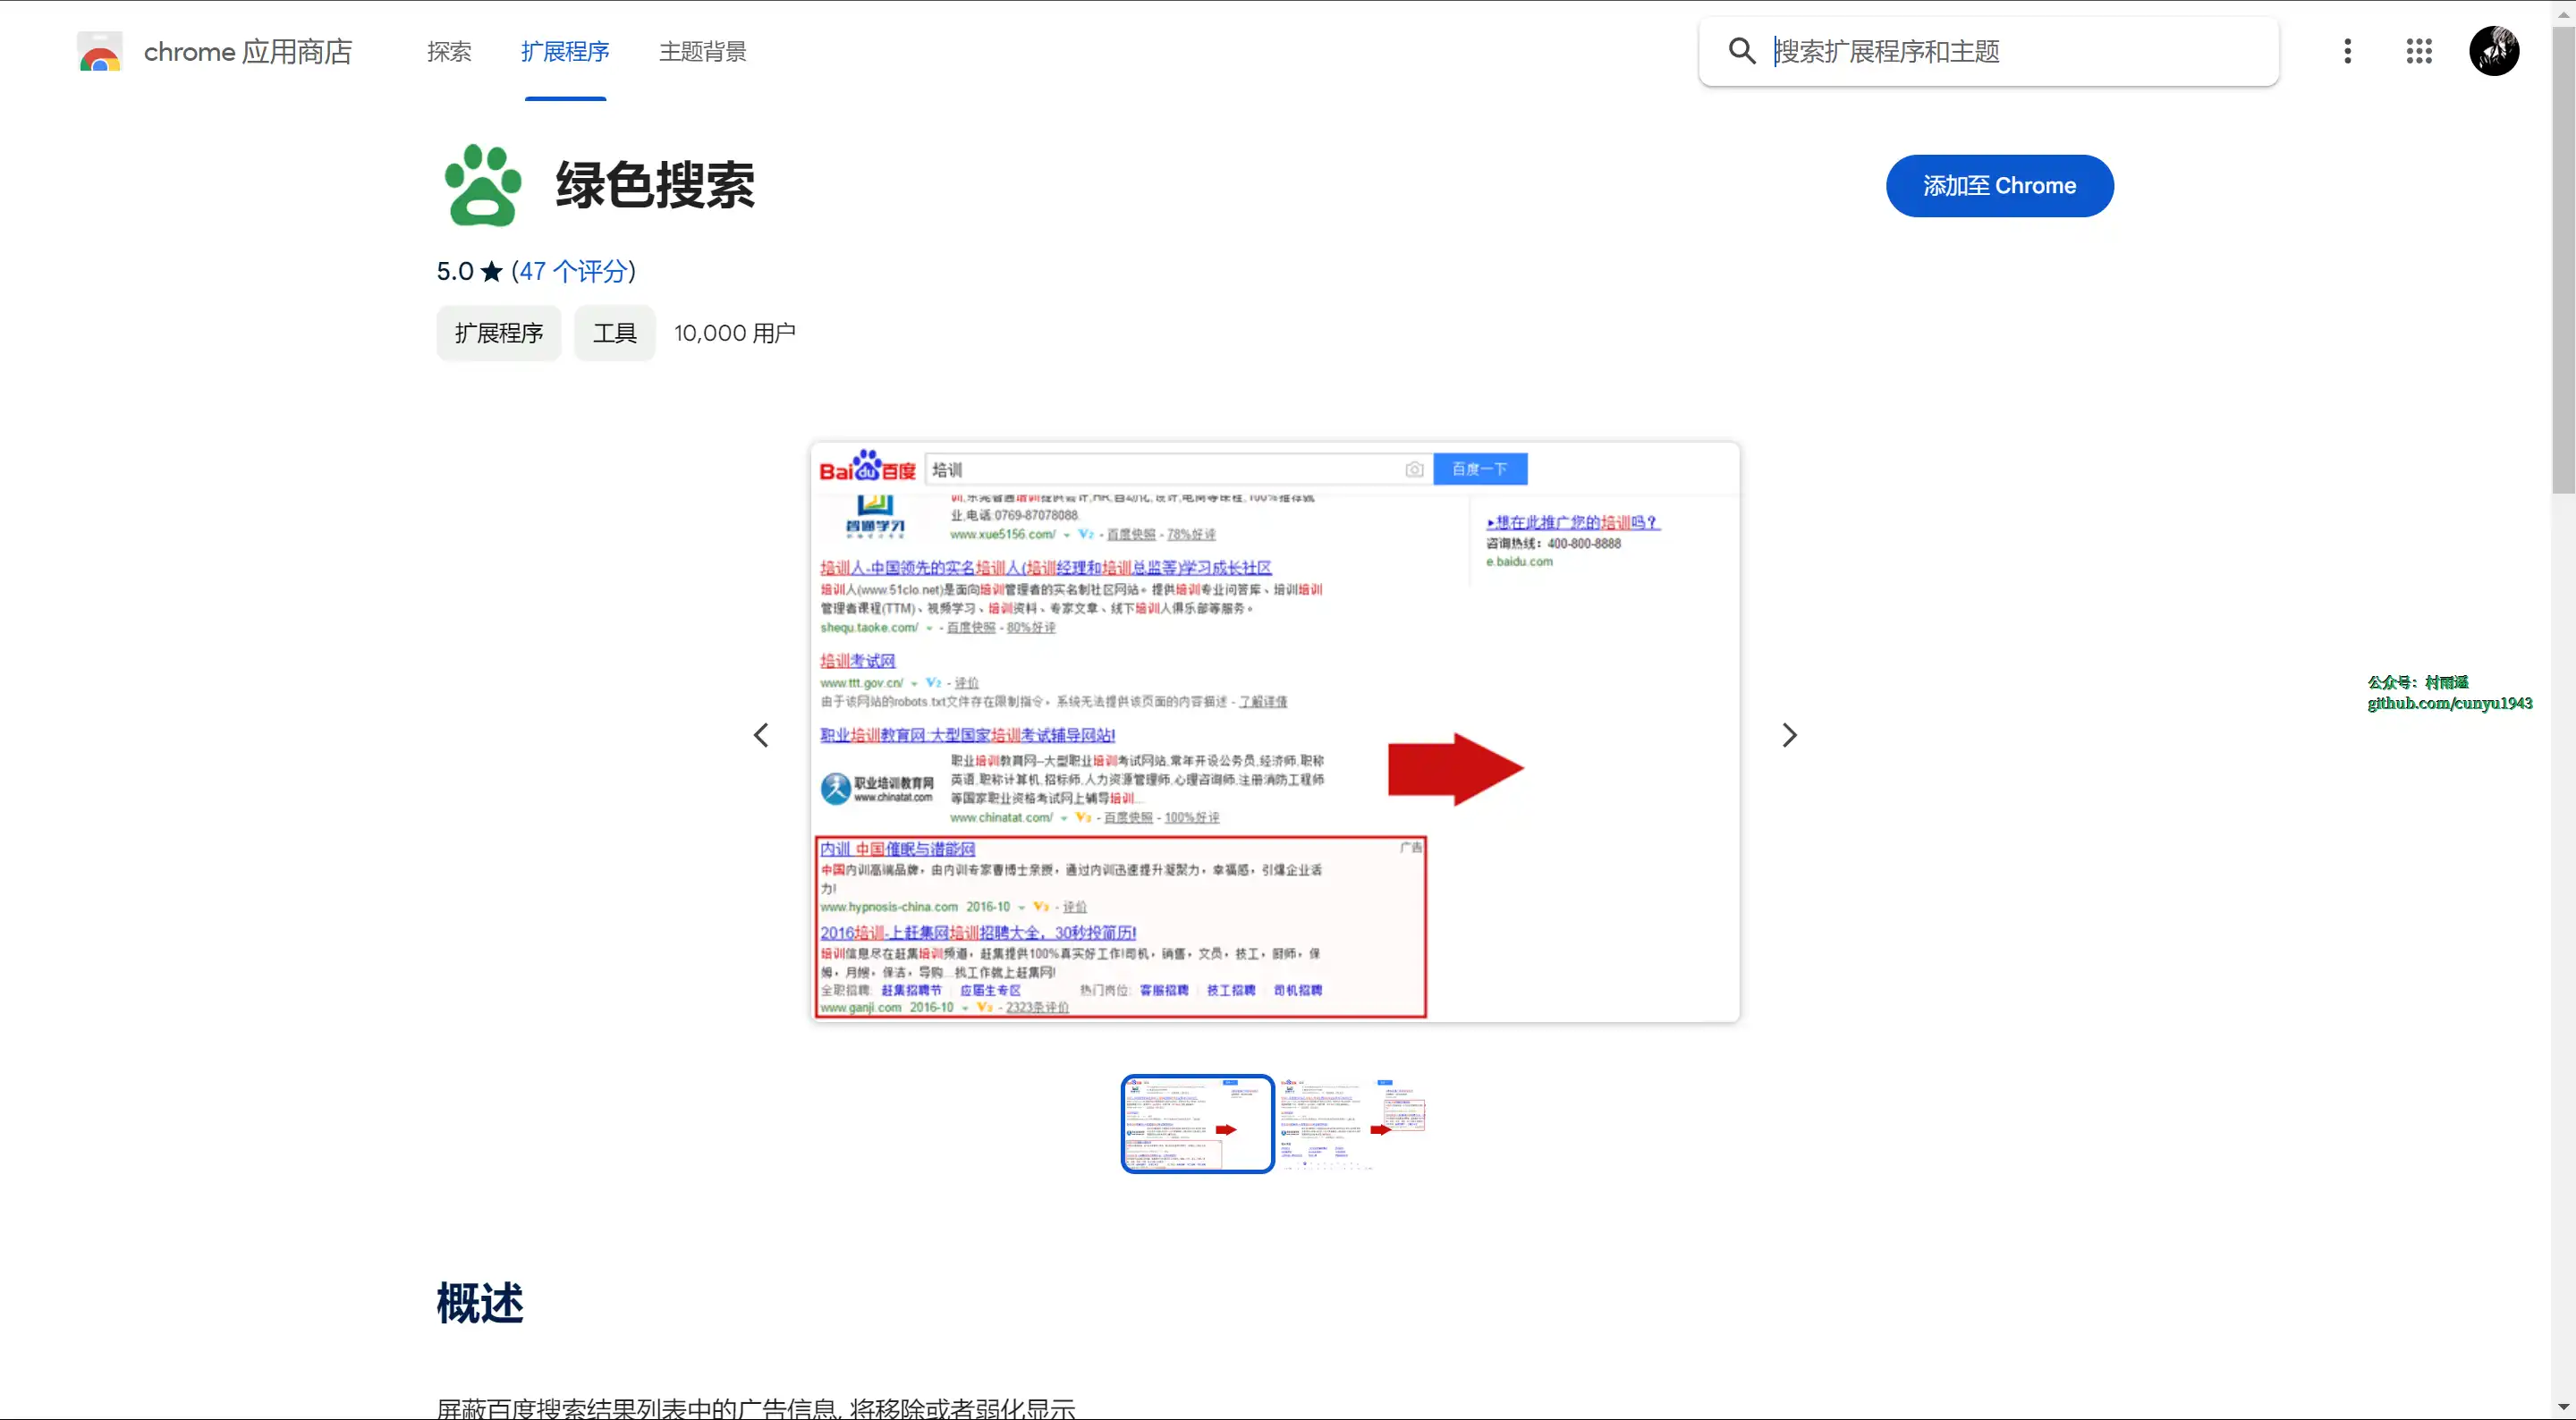 chrome 应用商店
探索
扩展程序
主题背景
搜索扩展程序和主题
绿色搜索
添加至 Chrome
5.0 ★ (47 个评分)
扩展程序
工具
10,000 用户
Baidu百度
培训
百度一下
业,电话:0769-87078088.
智通学习
www.xue5156.com/ - 百度快照 - 78%好评
▸想在此推广您的培训吗？
咨询热线：400-800-8888
e.baidu.com
培训人-中国领先的实名培训人(培训经理和培训总监等)学习成长社区
培训人(www.51clo.net)是面向培训管理者的实名制社区网站。提供培训专业问答库、培训培训
管理者课程(TTM)、视频学习、培训资料、专家文章、线下培训人俱乐部等服务。
shequ.taoke.com/ - 百度快照 - 80%好评
培训考试网
www.ttt.gov.cn/ V2 - 评价
由于该网站的robots.txt文件存在限制指令，系统无法提供该页面的内容描述 - 了解详情
职业培训教育网:大型国家培训考试辅导网站!
职业培训教育网
www.chinatat.com
职业培训教育网--大型职业培训考试网站,常年开设公务员,经济师,职称
英语,职称计算机,招标师,人力资源管理师,心理咨询师,注册消防工程师
等国家职业资格考试网上辅导培训...
www.chinatat.com/ V3 - 百度快照 - 100%好评
内训 中国催眠与潜能网
广告
中国内训高端品牌，由内训专家曹博士亲授，通过内训迅速提升凝聚力，幸福感，引爆企业活
力!
www.hypnosis-china.com 2016-10 V3 - 评价
2016培训-上赶集网培训招聘大全，30秒投简历!
培训信息尽在赶集培训频道，赶集提供100%真实好工作!司机，销售，文员，技工，厨师，保
姆，月嫂，保洁，导购...找工作就上赶集网!
全职招聘: 赶集招聘节 应届生专区 热门岗位: 客服招聘 技工招聘 司机招聘
www.ganji.com 2016-10 V3 - 2323条评价
公众号：村雨遥
github.com/cunyu1943
概述
屏蔽百度搜索结果列表中的广告信息, 将移除或者弱化显示